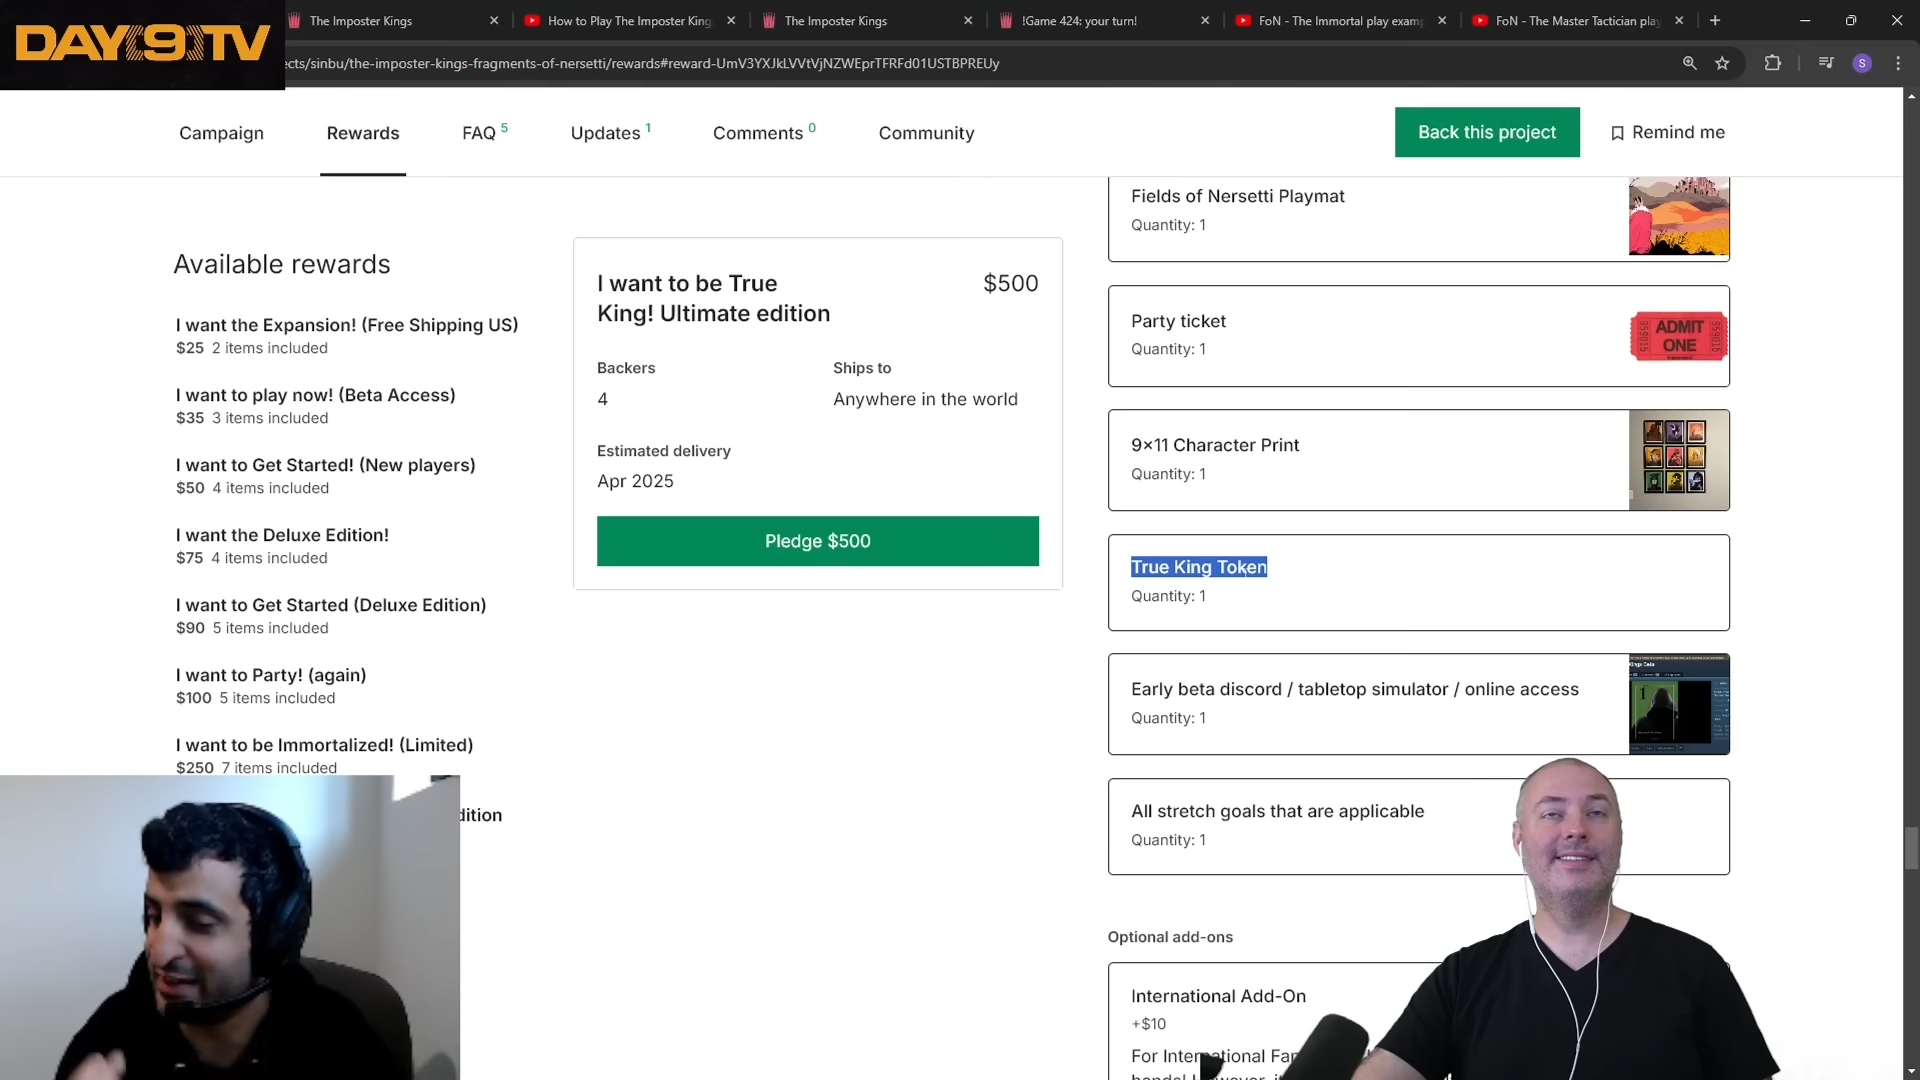 DAY[9]TV
The Imposter Kings
How to Play The Imposter King
The Imposter Kings
!Game 424: your turn!
FoN - The Immortal play exam
FoN - The Master Tactician play
ects/sinbu/the-imposter-kings-fragments-of-nersetti/rewards#reward-UmV3YXJkLVVtVjNZWEprTFRFd01USTBPREUy
S
Campaign
Rewards
FAQ 5
Updates 1
Comments 0
Community
Back this project
Remind me
Available rewards
I want the Expansion! (Free Shipping US)
$25 2 items included
I want to play now! (Beta Access)
$35 3 items included
I want to Get Started! (New players)
$50 4 items included
I want the Deluxe Edition!
$75 4 items included
I want to Get Started (Deluxe Edition)
$90 5 items included
I want to Party! (again)
$100 5 items included
I want to be Immortalized! (Limited)
$250 7 items included
dition
I want to be True
King! Ultimate edition
$500
Backers
4
Ships to
Anywhere in the world
Estimated delivery
Apr 2025
Pledge $500
Fields of Nersetti Playmat
Quantity: 1
Party ticket
Quantity: 1
ADMIT
ONE
9×11 Character Print
Quantity: 1
True King Token
Quantity: 1
Early beta discord / tabletop simulator / online access
Quantity: 1
All stretch goals that are applicable
Quantity: 1
Optional add-ons
International Add-On
+$10
For International Fan